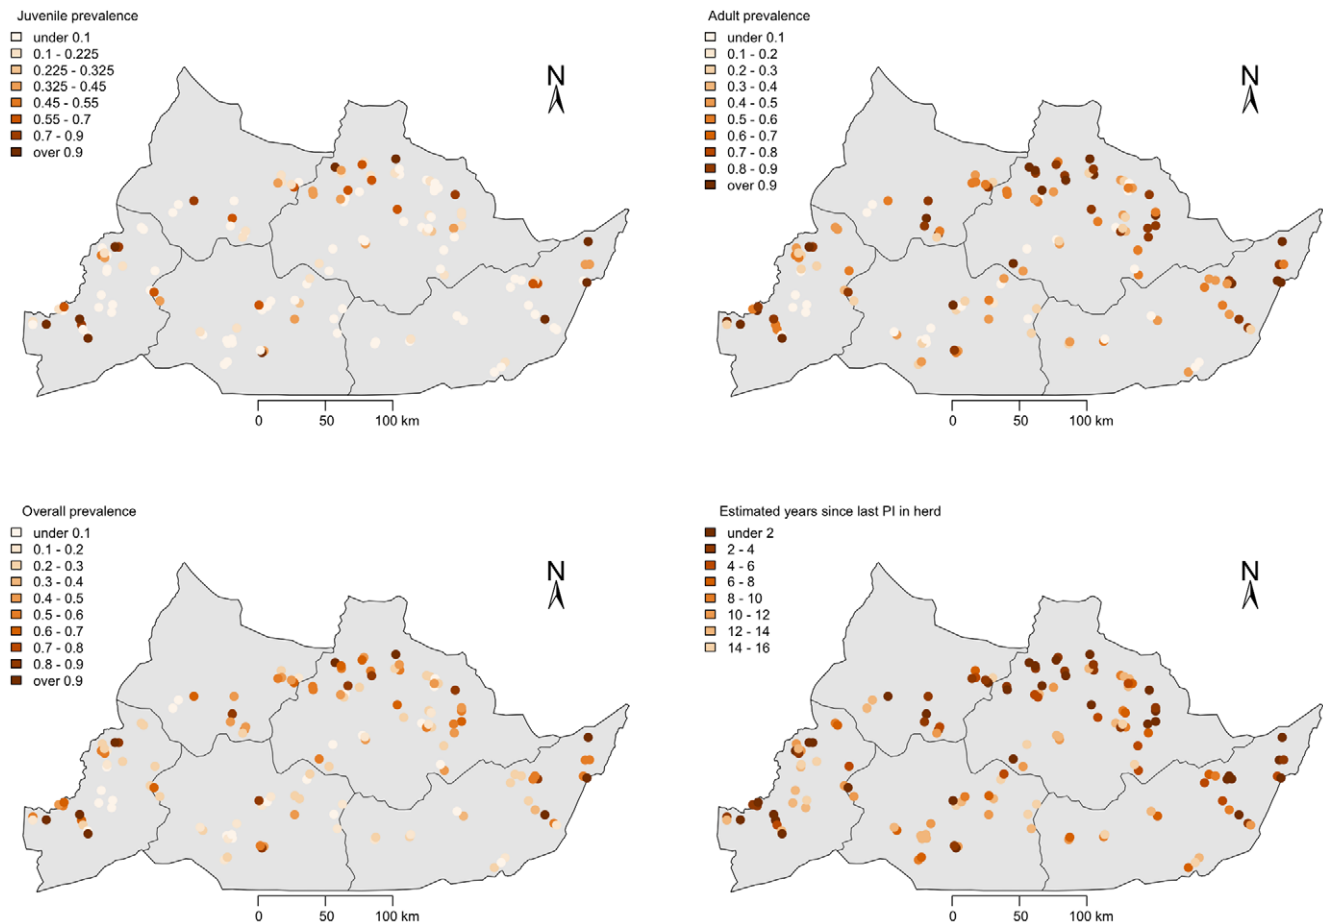 Juvenile prevalence
under 0.1
0.1 - 0.225
0.225 - 0.325
0.325 - 0.45
0.45 - 0.55
0.55 - 0.7
0.7 - 0.9
over 0.9
N
0 50 100 km
Adult prevalence
under 0.1
0.1 - 0.2
0.2 - 0.3
0.3 - 0.4
0.4 - 0.5
0.5 - 0.6
0.6 - 0.7
0.7 - 0.8
0.8 - 0.9
over 0.9
N
0 50 100 km
Overall prevalence
under 0.1
0.1 - 0.2
0.2 - 0.3
0.3 - 0.4
0.4 - 0.5
0.5 - 0.6
0.6 - 0.7
0.7 - 0.8
0.8 - 0.9
over 0.9
N
0 50 100 km
Estimated years since last PI in herd
under 2
2 - 4
4 - 6
6 - 8
8 - 10
10 - 12
12 - 14
14 - 16
N
0 50 100 km